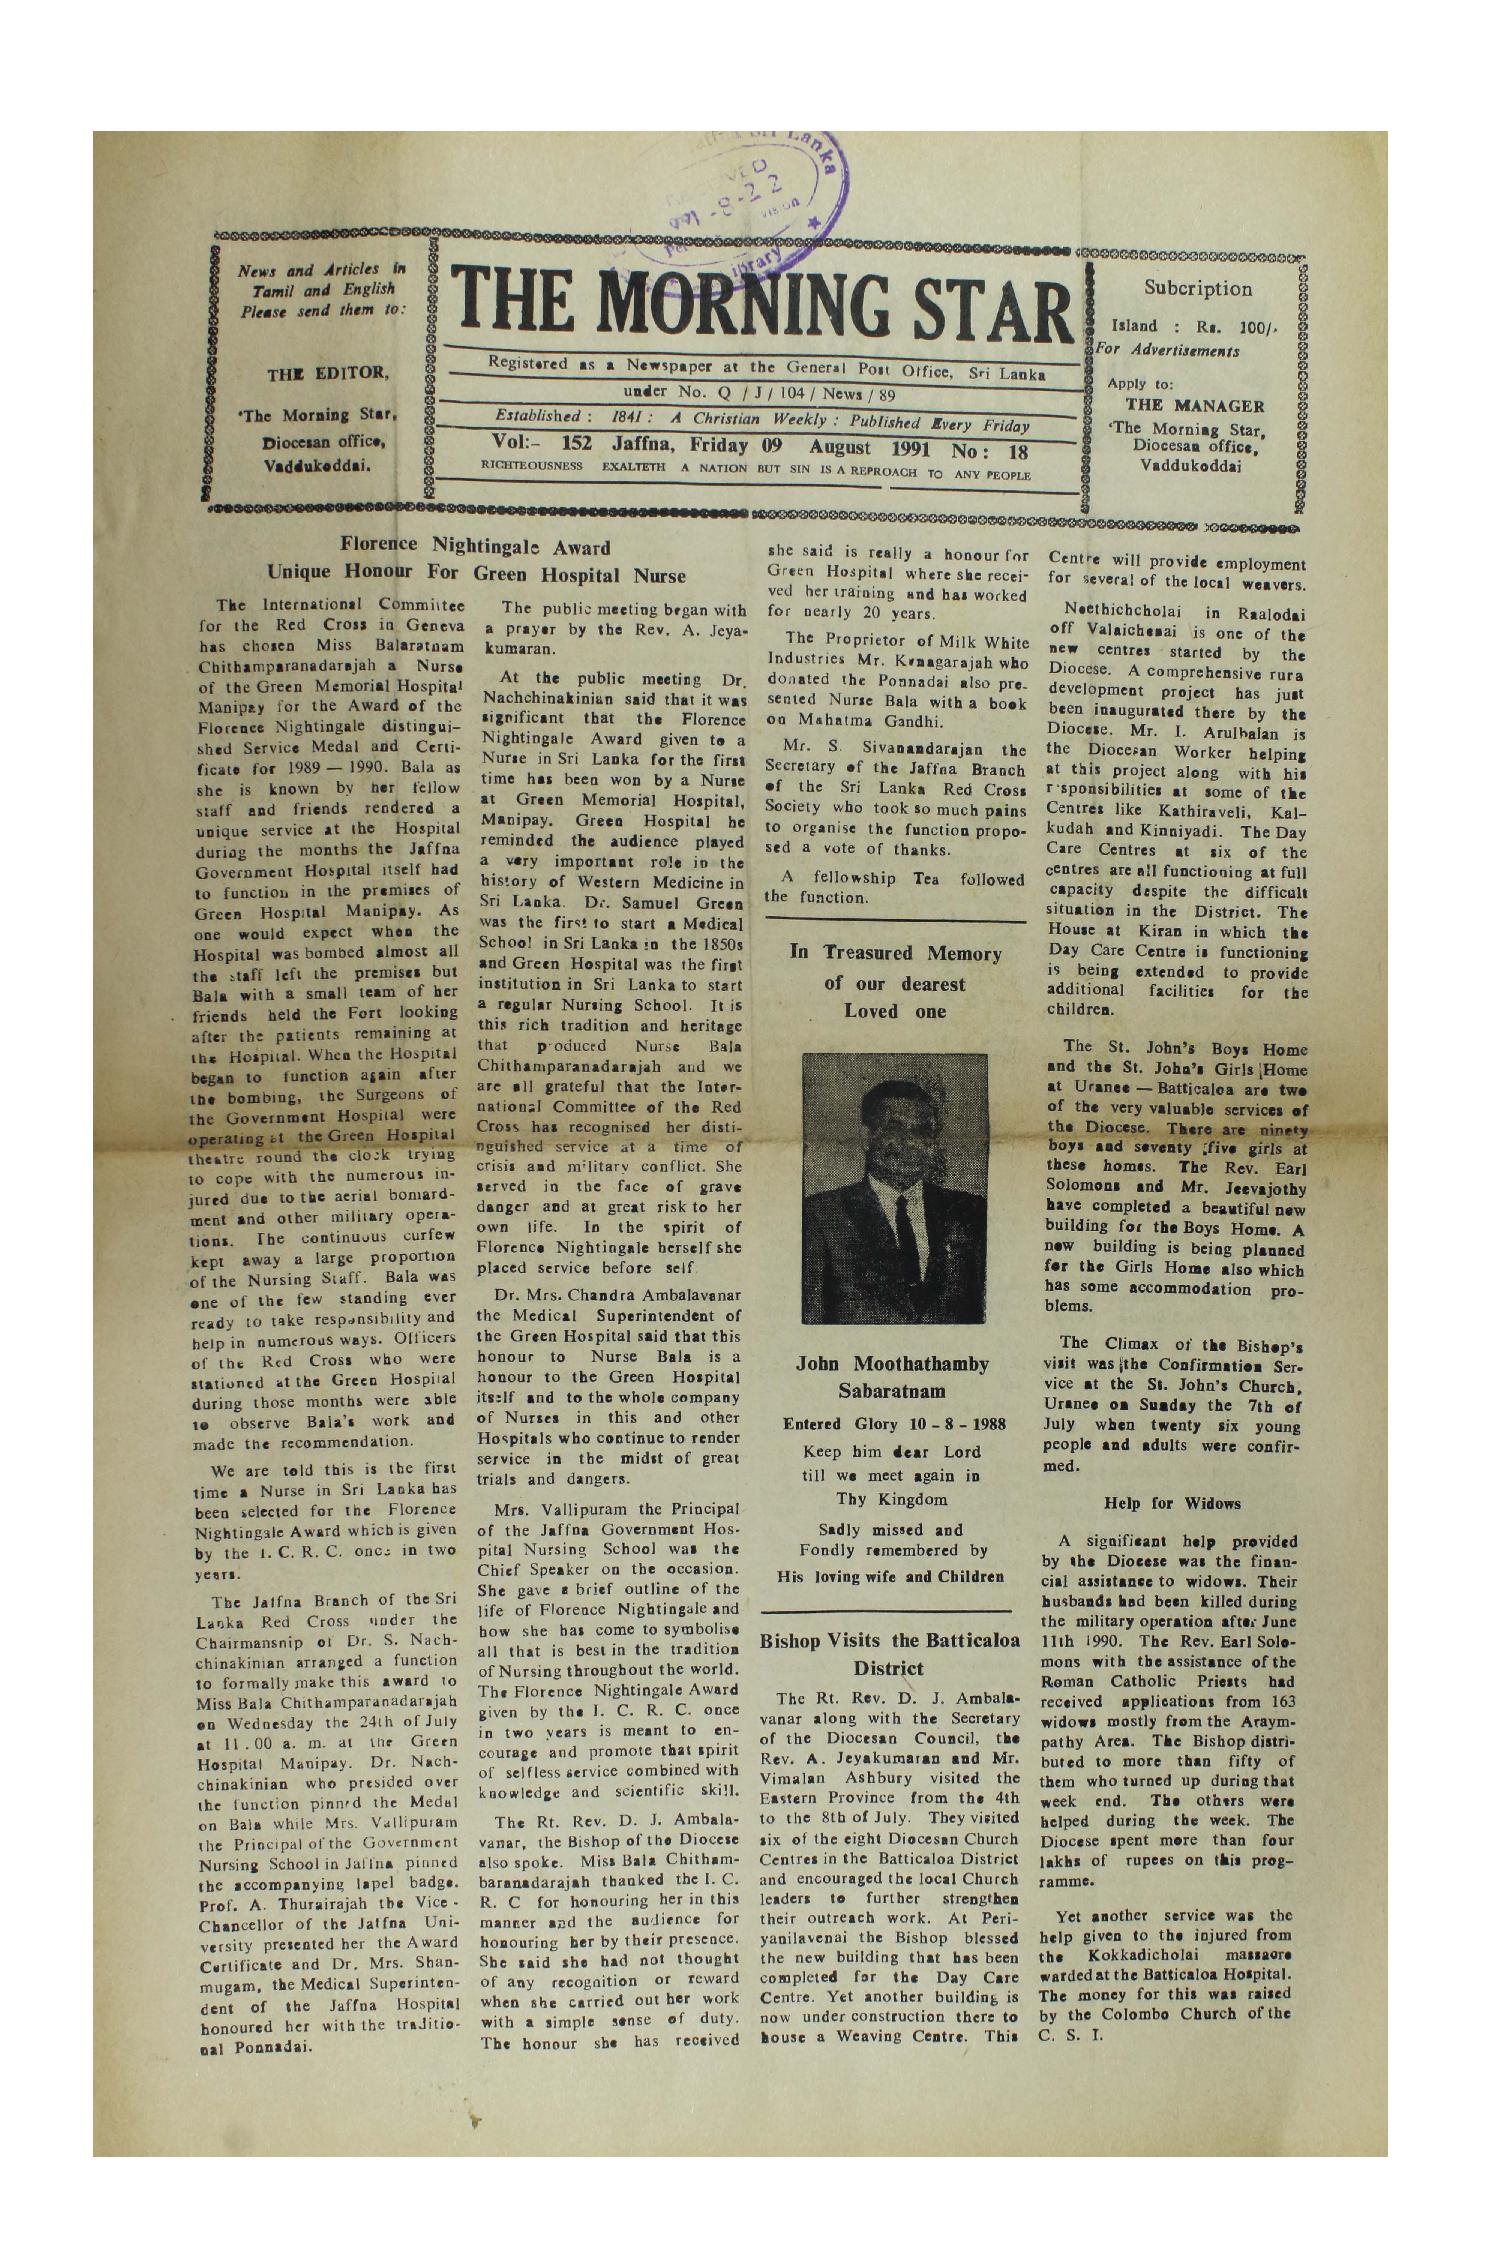 Jaffna Sri Lanka
RECEIVED
991-8-22
vision
Library
News and Articles in
Tamil and English
Please send them to:
THE EDITOR,
‘The Morning Star,
Diocesan office,
Vaddukoddai.
THE MORNING STAR
Registered as a Newspaper at the General Post Office, Sri Lanka
under No. Q / J / 104 / News / 89
Established : 1841 : A Christian Weekly : Published Every Friday
Vol:– 152 Jaffna, Friday 09 August 1991 No : 18
RIGHTEOUSNESS EXALTETH A NATION BUT SIN IS A REPROACH TO ANY PEOPLE
Subcription
Island : Rs. 100/-
For Advertisements
Apply to:
THE MANAGER
‘The Morning Star,
Diocesan office,
Vaddukoddai
Florence Nightingale Award
Unique Honour For Green Hospital Nurse
The International Committee
for the Red Cross in Geneva
has chosen Miss Balaratnam
Chithamparanadarajah a Nurse
of the Green Memorial Hospital
Manipay for the Award of the
Florence Nightingale distingui-
shed Service Medal and Certi-
ficate for 1989 — 1990. Bala as
she is known by her fellow
staff and friends rendered a
unique service at the Hospital
during the months the Jaffna
Government Hospital itself had
to function in the premises of
Green Hospital Manipay. As
one would expect when the
Hospital was bombed almost all
the staff left the premises but
Bala with a small team of her
friends held the Fort looking
after the patients remaining at
the Hospital. When the Hospital
began to function again after
the bombing, the Surgeons of
the Government Hospital were
operating at the Green Hospital
theatre round the clock trying
to cope with the numerous in-
jured due to the aerial bomard-
ment and other military opera-
tions. The continuous curfew
kept away a large proportion
of the Nursing Staff. Bala was
one of the few standing ever
ready to take responsibility and
help in numerous ways. Officers
of the Red Cross who were
stationed at the Green Hospital
during those months were able
to observe Bala's work and
made the recommendation.
We are told this is the first
time a Nurse in Sri Lanka has
been selected for the Florence
Nightingale Award which is given
by the I. C. R. C. once in two
years.
The Jaffna Branch of the Sri
Lanka Red Cross under the
Chairmanship of Dr. S. Nach-
chinakinian arranged a function
to formally make this award to
Miss Bala Chithamparanadarajah
on Wednesday the 24th of July
at 11.00 a. m. at the Green
Hospital Manipay. Dr. Nach-
chinakinian who presided over
the function pinned the Medal
on Bala while Mrs. Vallipuram
the Principal of the Government
Nursing School in Jaffna pinned
the accompanying lapel badge.
Prof. A. Thurairajah the Vice -
Chancellor of the Jaffna Uni-
versity presented her the Award
Certificate and Dr. Mrs. Shan-
mugam, the Medical Superinten-
dent of the Jaffna Hospital
honoured her with the traditio-
nal Ponnadai.
The public meeting began with
a prayer by the Rev. A. Jeya-
kumaran.
At the public meeting Dr.
Nachchinakinian said that it was
significant that the Florence
Nightingale Award given to a
Nurse in Sri Lanka for the first
time has been won by a Nurse
at Green Memorial Hospital,
Manipay. Green Hospital he
reminded the audience played
a very important role in the
history of Western Medicine in
Sri Lanka. Dr. Samuel Green
was the first to start a Medical
School in Sri Lanka in the 1850s
and Green Hospital was the first
institution in Sri Lanka to start
a regular Nursing School. It is
this rich tradition and heritage
that produced Nurse Bala
Chithamparanadarajah and we
are all grateful that the Inter-
national Committee of the Red
Cross has recognised her disti-
nguished service at a time of
crisis and military conflict. She
served in the face of grave
danger and at great risk to her
own life. In the spirit of
Florence Nightingale herself she
placed service before self
Dr. Mrs. Chandra Ambalavanar
the Medical Superintendent of
the Green Hospital said that this
honour to Nurse Bala is a
honour to the Green Hospital
itself and to the whole company
of Nurses in this and other
Hospitals who continue to render
service in the midst of great
trials and dangers.
Mrs. Vallipuram the Principal
of the Jaffna Government Hos-
pital Nursing School was the
Chief Speaker on the occasion.
She gave a brief outline of the
life of Florence Nightingale and
how she has come to symbolise
all that is best in the tradition
of Nursing throughout the world.
The Florence Nightingale Award
given by the I. C. R. C. once
in two years is meant to en-
courage and promote that spirit
of selfless service combined with
knowledge and scientific skill.
The Rt. Rev. D. J. Ambala-
vanar, the Bishop of the Diocese
also spoke. Miss Bala Chitham-
baranadarajah thanked the I. C.
R. C for honouring her in this
manner and the audience for
honouring her by their presence.
She said she had not thought
of any recognition or reward
when she carried out her work
with a simple sense of duty.
The honour she has received
she said is really a honour for
Green Hospital where she recei-
ved her training and has worked
for nearly 20 years.
The Proprietor of Milk White
Industries Mr. Kanagarajah who
donated the Ponnadai also pre-
sented Nurse Bala with a book
on Mahatma Gandhi.
Mr. S. Sivanandarajan the
Secretary of the Jaffna Branch
of the Sri Lanka Red Cross
Society who took so much pains
to organise the function propo-
sed a vote of thanks.
A fellowship Tea followed
the function.
In Treasured Memory
of our dearest
Loved one
John Moothathamby
Sabaratnam
Entered Glory 10 – 8 – 1988
Keep him dear Lord
till we meet again in
Thy Kingdom
Sadly missed and
Fondly remembered by
His loving wife and Children
Bishop Visits the Batticaloa
District
The Rt. Rev. D. J. Ambala-
vanar along with the Secretary
of the Diocesan Council, the
Rev. A. Jeyakumaran and Mr.
Vimalan Ashbury visited the
Eastern Province from the 4th
to the 8th of July. They visited
six of the eight Diocesan Church
Centres in the Batticaloa District
and encouraged the local Church
leaders to further strengthen
their outreach work. At Peri-
yanilavenai the Bishop blessed
the new building that has been
completed for the Day Care
Centre. Yet another building is
now under construction there to
house a Weaving Centre. This
Centre will provide employment
for several of the local weavers.
Neethichcholai in Raalodai
off Valaichenai is one of the
new centres started by the
Diocese. A comprehensive rura
development project has just
been inaugurated there by the
Diocese. Mr. I. Arulbalan is
the Diocesan Worker helping
at this project along with his
r sponsibilities at some of the
Centres like Kathiraveli, Kal-
kudah and Kinniyadi. The Day
Care Centres at six of the
centres are all functioning at full
capacity despite the difficult
situation in the District. The
House at Kiran in which the
Day Care Centre is functioning
is being extended to provide
additional facilities for the
children.
The St. John's Boys Home
and the St. John's Girls Home
at Uranee — Batticaloa are two
of the very valuable services of
the Diocese. There are ninety
boys and seventy five girls at
these homes. The Rev. Earl
Solomons and Mr. Jeevajothy
have completed a beautiful new
building for the Boys Home. A
new building is being planned
for the Girls Home also which
has some accommodation pro-
blems.
The Climax of the Bishop's
visit was the Confirmation Ser-
vice at the St. John's Church,
Uranee on Sunday the 7th of
July when twenty six young
people and adults were confir-
med.
Help for Widows
A significant help provided
by the Diocese was the finan-
cial assistance to widows. Their
husbands had been killed during
the military operation after June
11th 1990. The Rev. Earl Solo-
mons with the assistance of the
Roman Catholic Priests had
received applications from 163
widows mostly from the Araym-
pathy Area. The Bishop distri-
buted to more than fifty of
them who turned up during that
week end. The others were
helped during the week. The
Diocese spent more than four
lakhs of rupees on this prog-
ramme.
Yet another service was the
help given to the injured from
the Kokkadicholai massacre
warded at the Batticaloa Hospital.
The money for this was raised
by the Colombo Church of the
C. S. I.